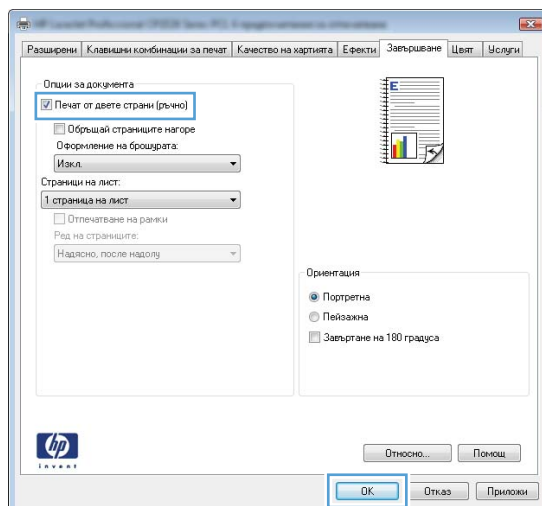 Разширени
Клавишни комбинации за печат
Качество на хартията
Ефекти
Завършване
Цвят
Услуги
Опции за документа
Печат от двете страни (ръчно)
Обръщай страниците нагоре
Оформление на брошурата:
Изкл.
Страници на лист:
1 страница на лист
Отпечатване на рамки
Ред на страниците:
Надясно, после надолу
Ориентация
Портретна
Пейзажна
Завъртане на 180 градуса
hp
invent
Относно...
Помощ
OK
Отказ
Приложи